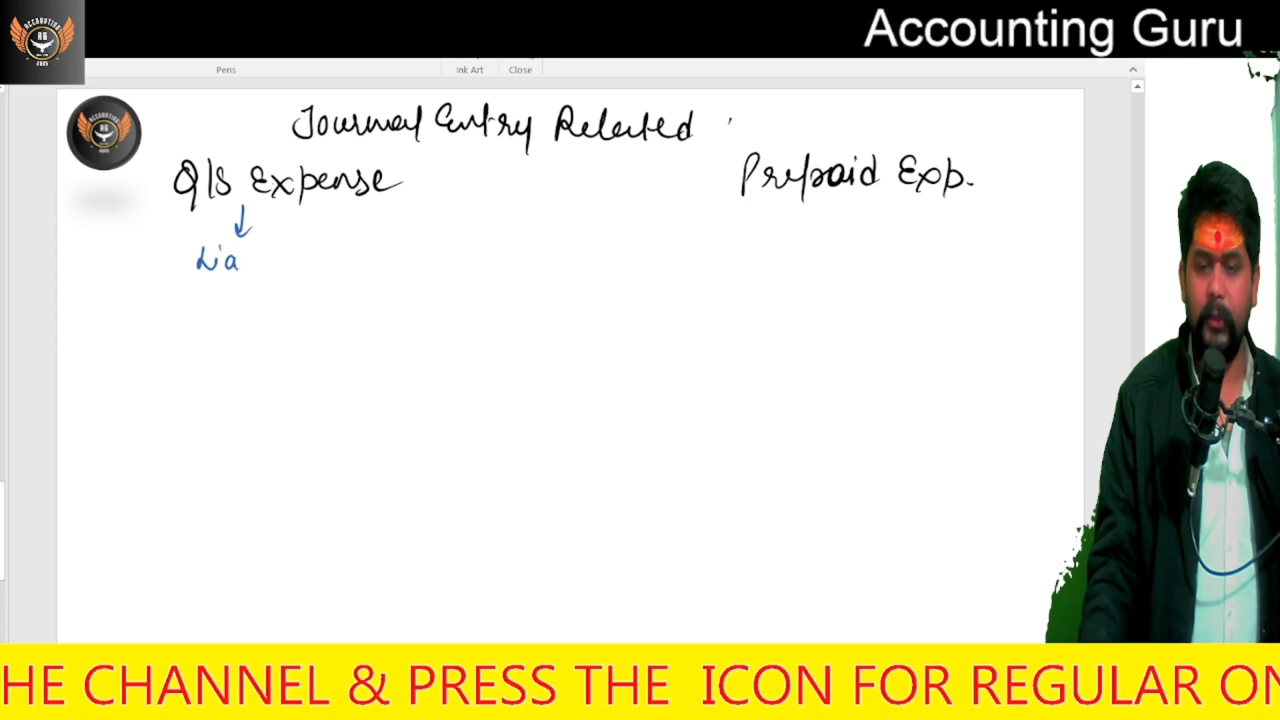 Accounting Guru
Pens
Ink Art
Close
Journal Entry Related
O/S Expense
Prepaid Exp.
Lia
HE CHANNEL & PRESS THE ICON FOR REGULAR ON